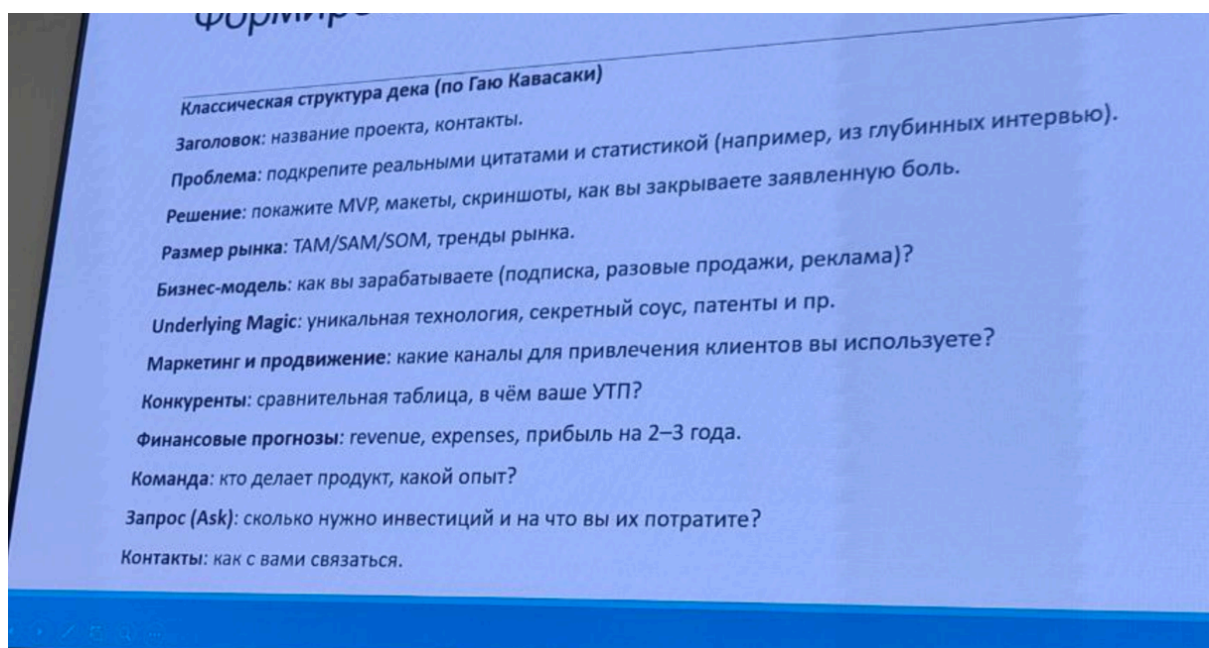 Классическая структура дека (по Гаю Кавасаки)
Заголовок: название проекта, контакты.
Проблема: подкрепите реальными цитатами и статистикой (например, из глубинных интервью).
Решение: покажите MVP, макеты, скриншоты, как вы закрываете заявленную боль.
Размер рынка: TAM/SAM/SOM, тренды рынка.
Бизнес-модель: как вы зарабатываете (подписка, разовые продажи, реклама)?
Underlying Magic: уникальная технология, секретный соус, патенты и пр.
Маркетинг и продвижение: какие каналы для привлечения клиентов вы используете?
Конкуренты: сравнительная таблица, в чём ваше УТП?
Финансовые прогнозы: revenue, expenses, прибыль на 2–3 года.
Команда: кто делает продукт, какой опыт?
Запрос (Ask): сколько нужно инвестиций и на что вы их потратите?
Контакты: как с вами связаться.